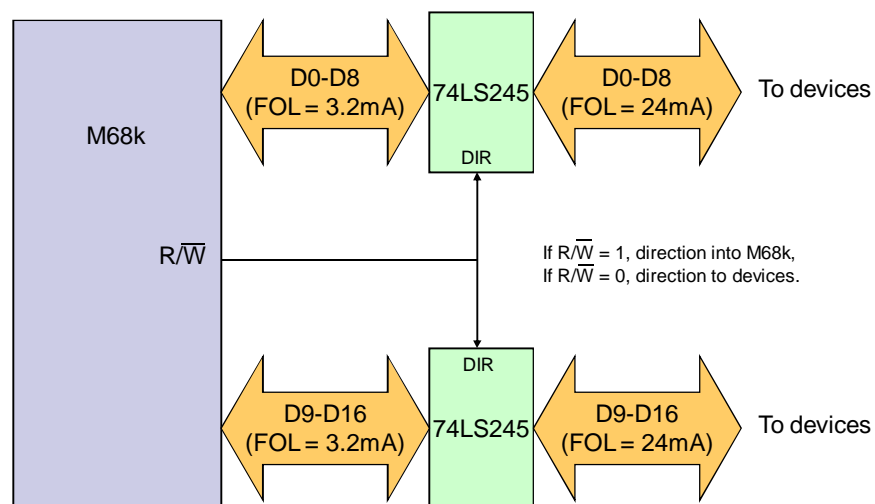 D0-D8
(FOL = 3.2mA)
74LS245
D0-D8
(FOL = 24mA)
To devices
M68k
DIR
R/W̅
If R/W̅ = 1, direction into M68k,
If R/W̅ = 0, direction to devices.
DIR
D9-D16
(FOL = 3.2mA)
74LS245
D9-D16
(FOL = 24mA)
To devices